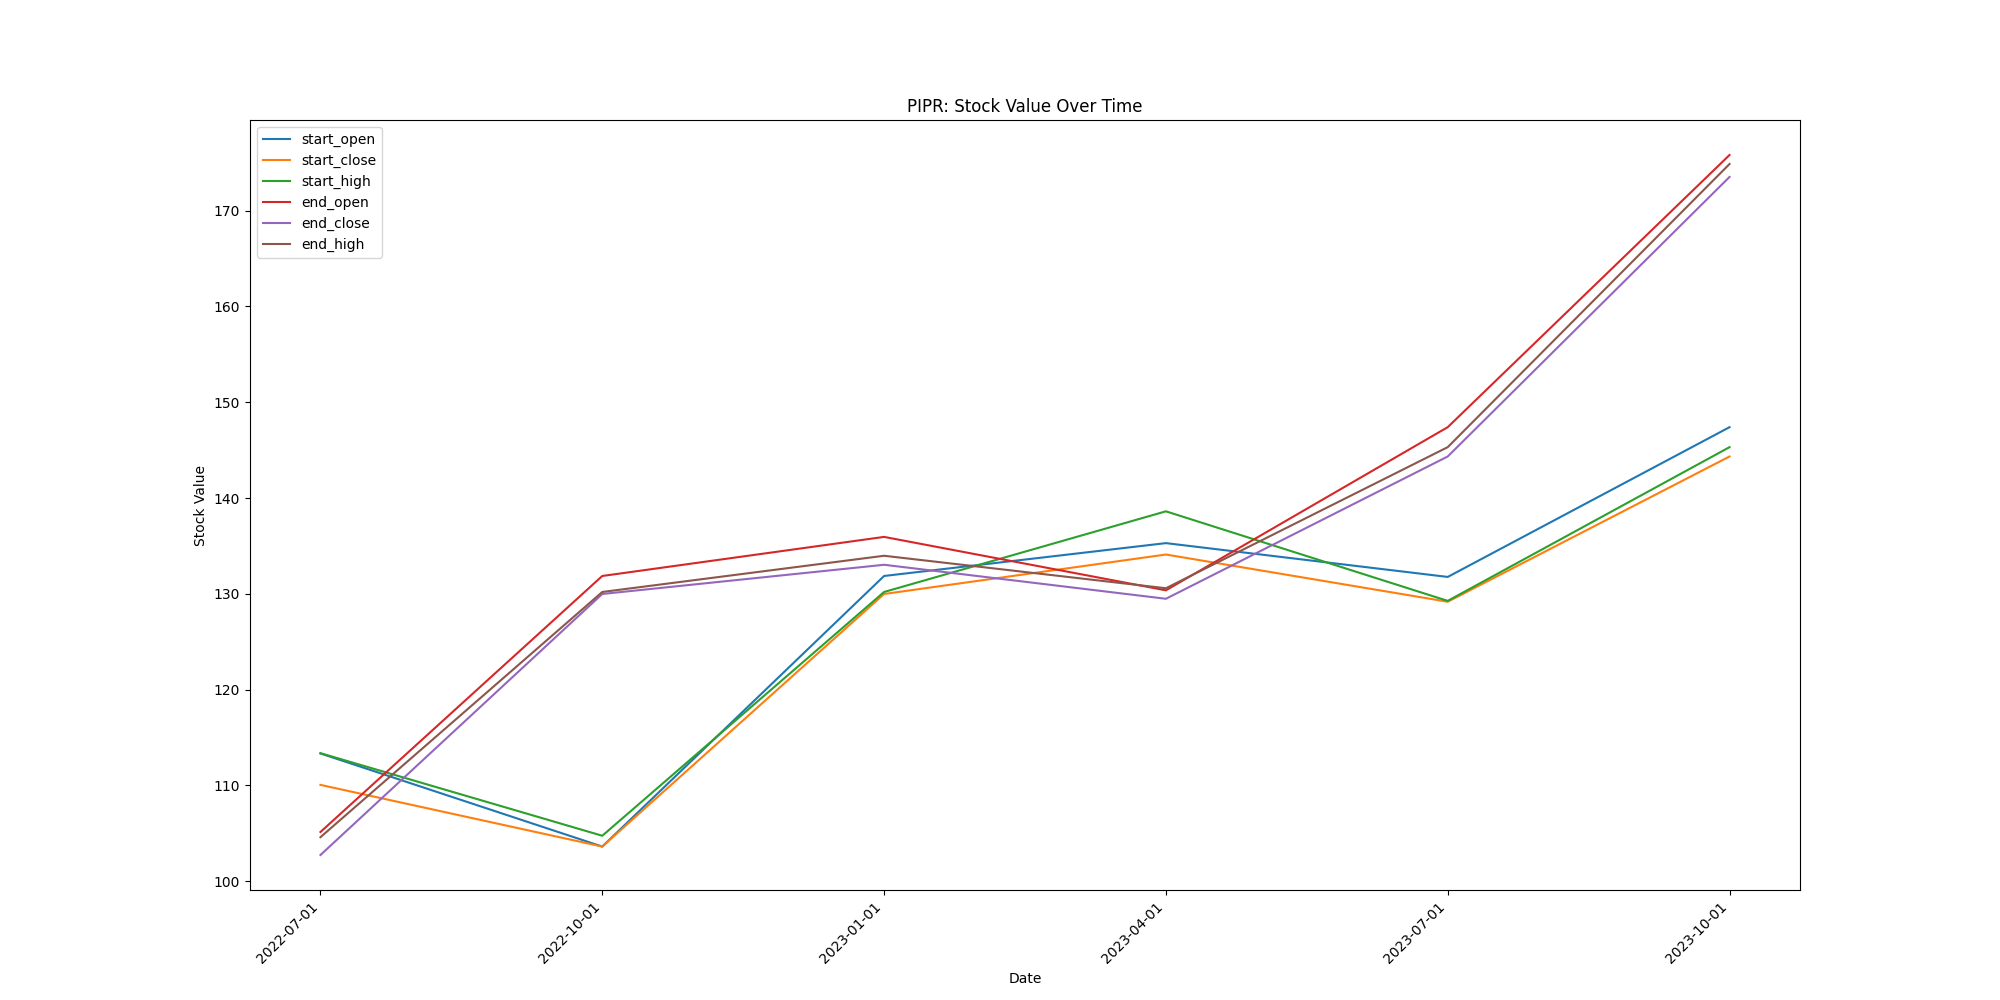 PIPR: Stock Value Over Time
start_open
start_close
start_high
end_open
end_close
end_high
170
160
150
140
130
120
110
100
Stock Value
2022-07-01
2022-10-01
2023-01-01
2023-04-01
2023-07-01
2023-10-01
Date